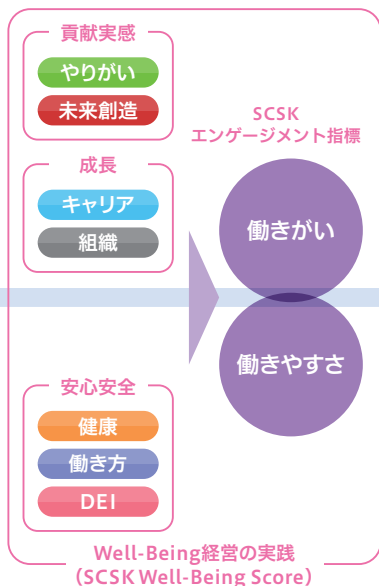 貢献実感
やりがい
未来創造
成長
キャリア
組織
安心安全
健康
働き方
DEI
SCSK
エンゲージメント指標
働きがい
働きやすさ
Well-Being経営の実践
(SCSK Well-Being Score)